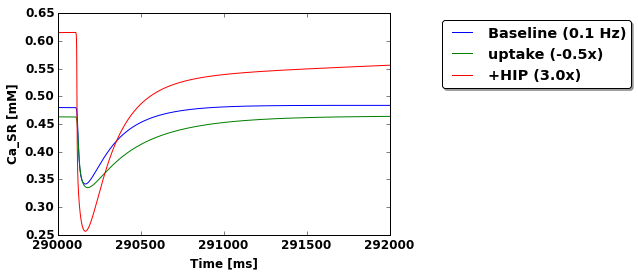 0.65
0.60
0.55
0.50
0.45
0.40
0.35
0.30
0.25
Ca_SR [mM]
290000 290500 291000 291500 292000
Time [ms]
Baseline (0.1 Hz)
uptake (-0.5x)
+HIP (3.0x)